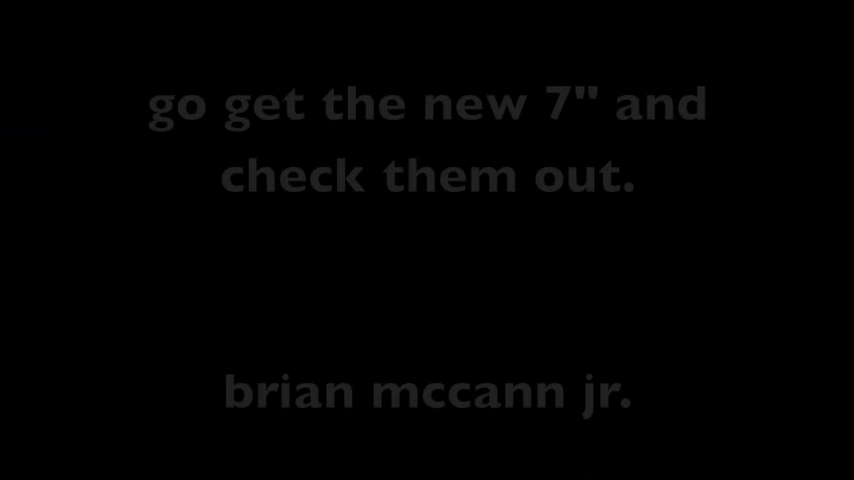 go get the new 7" and
check them out.
brian mccann jr.